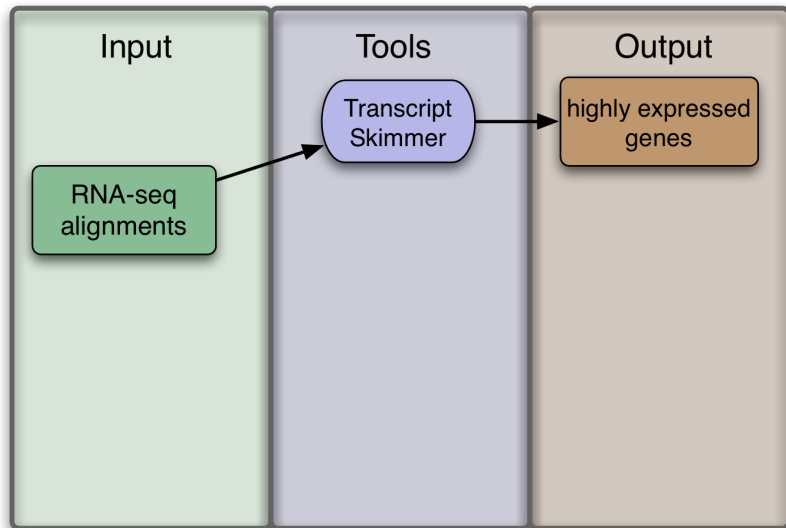 Input
Tools
Output
Transcript
Skimmer
highly expressed
genes
RNA-seq
alignments